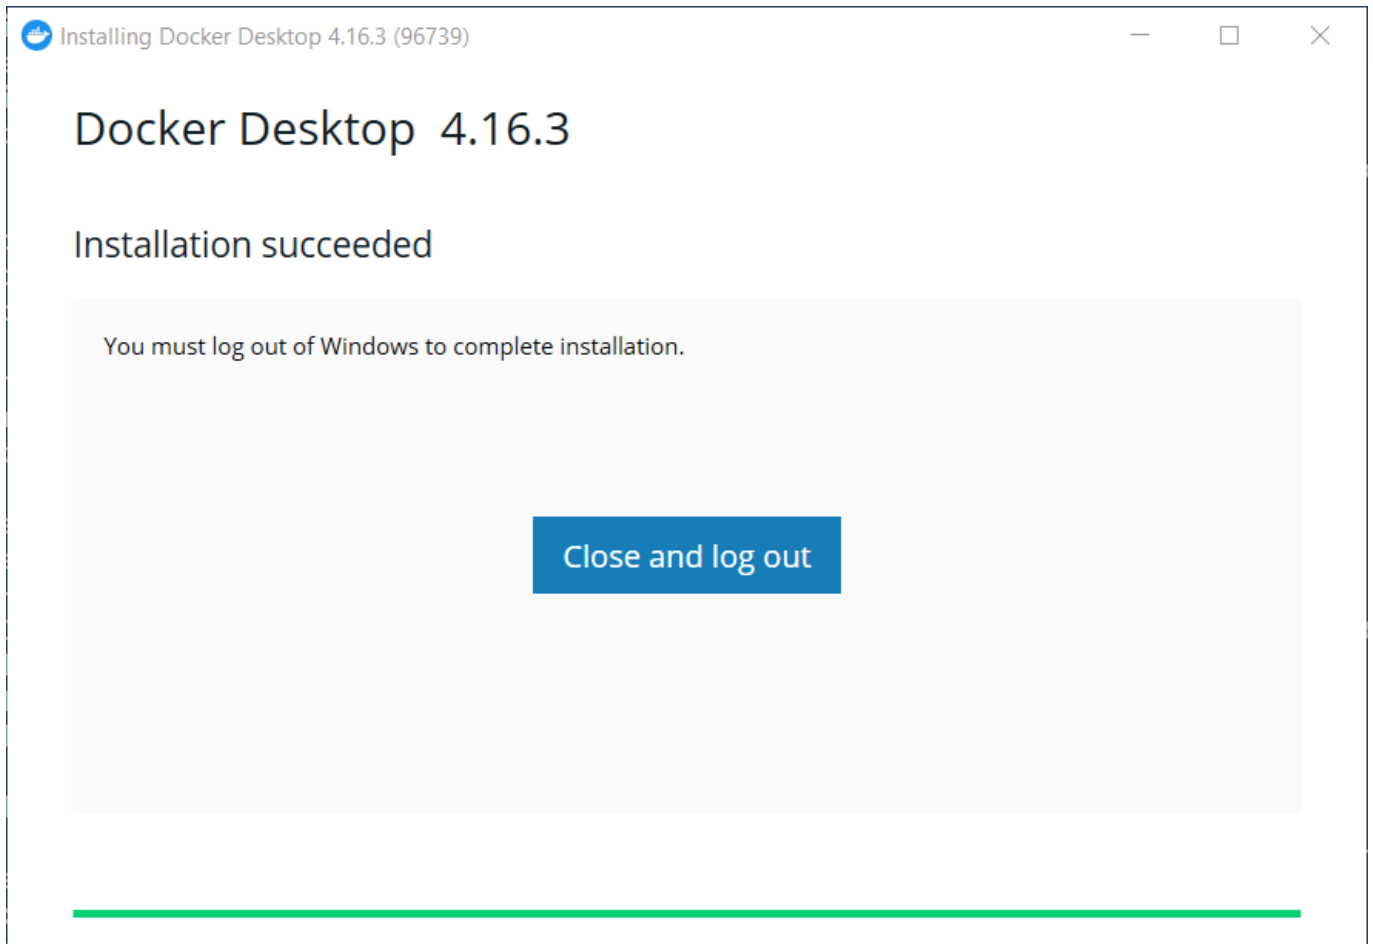 Installing Docker Desktop 4.16.3 (96739)
Docker Desktop 4.16.3
Installation succeeded
You must log out of Windows to complete installation.
Close and log out